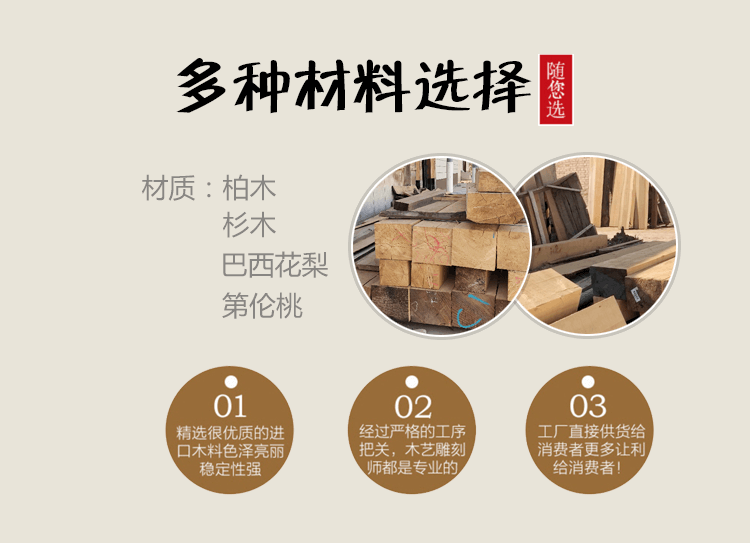 多种材料选择
随您选
材质：柏木
杉木
巴西花梨
第伦桃
01
精选很优质的进
口木料色泽亮丽
稳定性强
02
经过严格的工序
把关，木艺雕刻
师都是专业的
03
工厂直接供货给
消费者更多让利
给消费者！